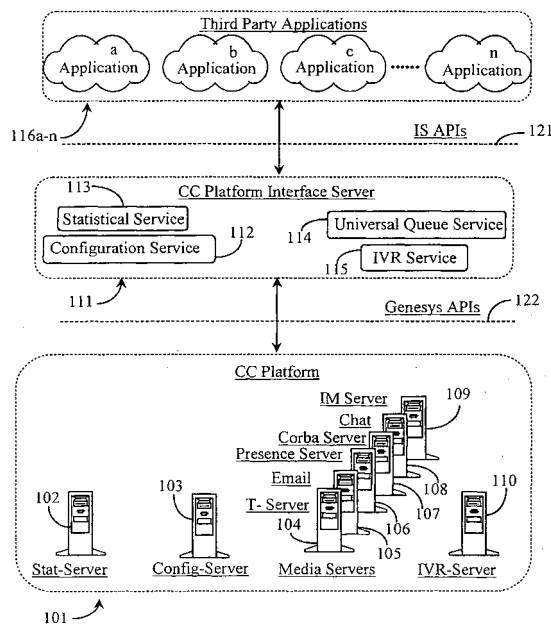 Third Party Applications
a
Application
b
Application
c
Application
n
Application
116a-n
IS APIs
121
CC Platform Interface Server
113
Statistical Service
Configuration Service
112
114
Universal Queue Service
115
IVR Service
111
Genesys APIs
122
CC Platform
IM Server
109
Chat
Corba Server
Presence Server
108
Email
107
T- Server
106
105
104
102
103
110
Stat-Server
Config-Server
Media Servers
IVR-Server
101